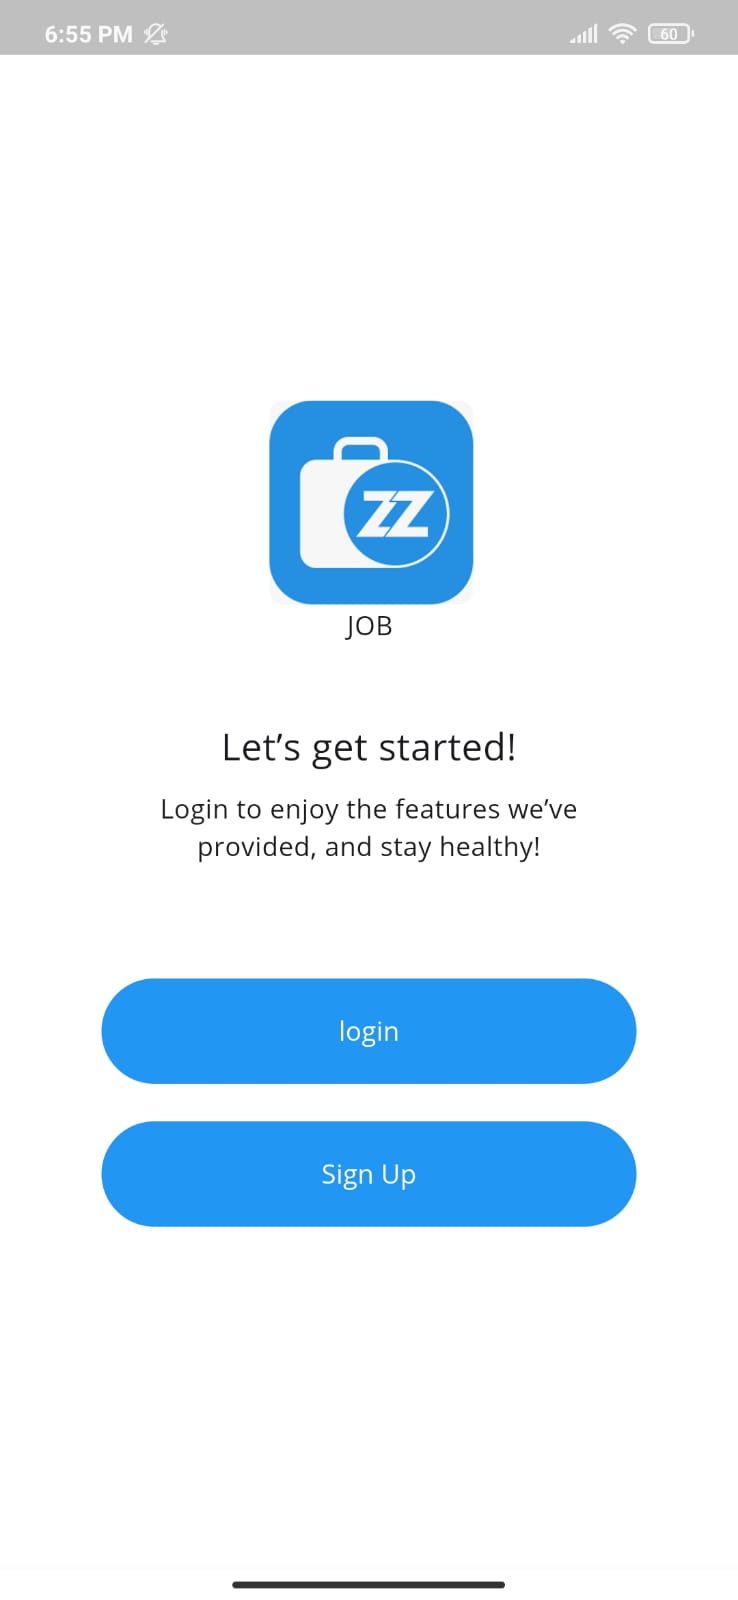 6:55 PM 60
ZZ
JOB
Let’s get started!
Login to enjoy the features we’ve
provided, and stay healthy!
login
Sign Up